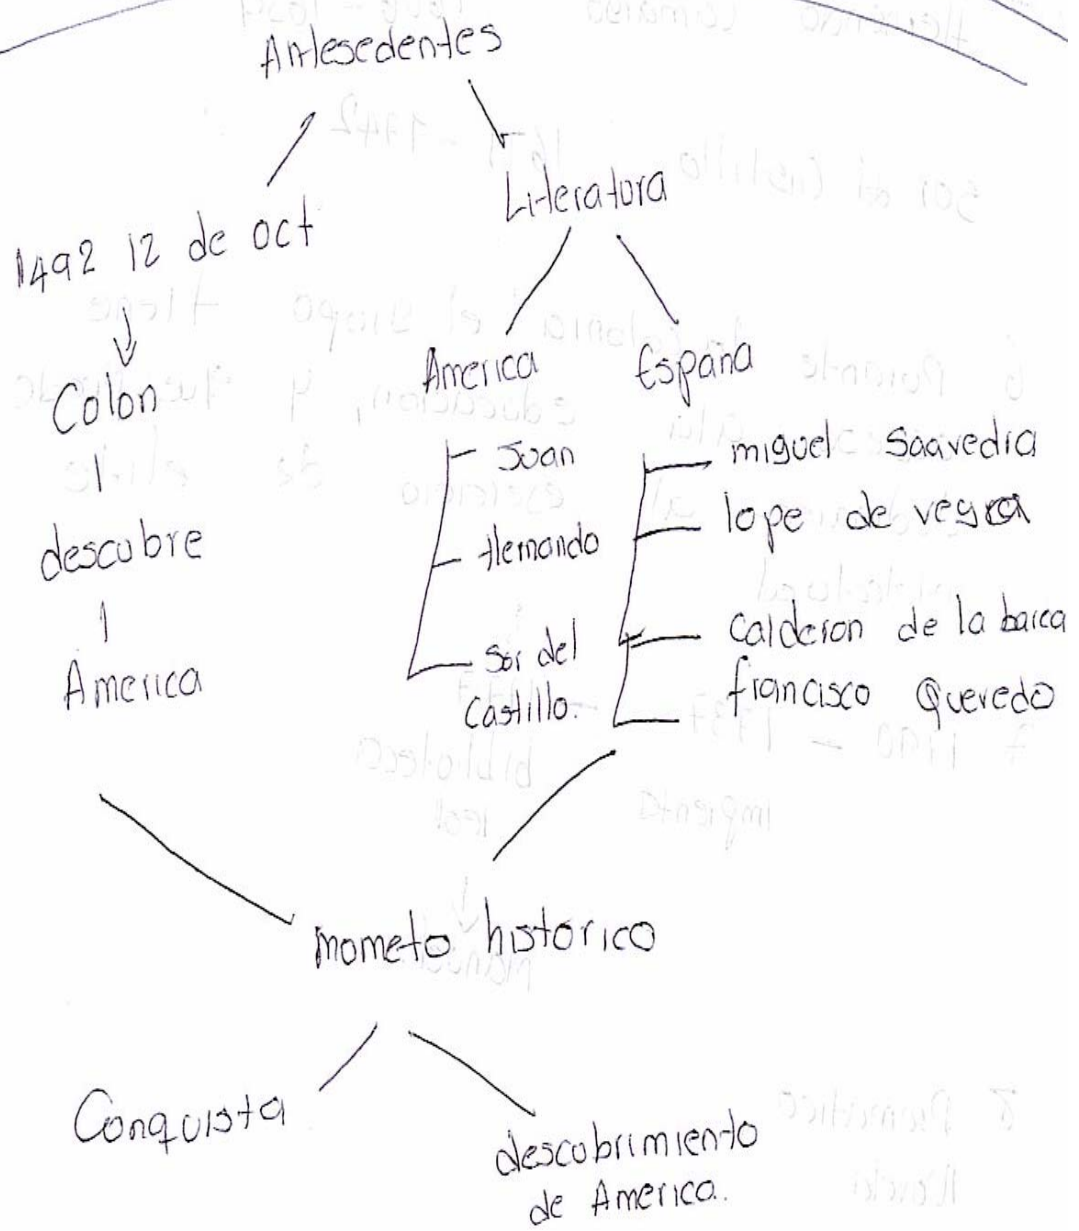 Antesedentes
Literatura
1492 12 de oct
America
España
Colon
Juan
miguel Saavedra
lope de vega
descubre
Hernando
Calderon de la barca
Sor del
Castillo.
francisco Quevedo
America
mometo historico
Conquista
descubrimiento
de America.